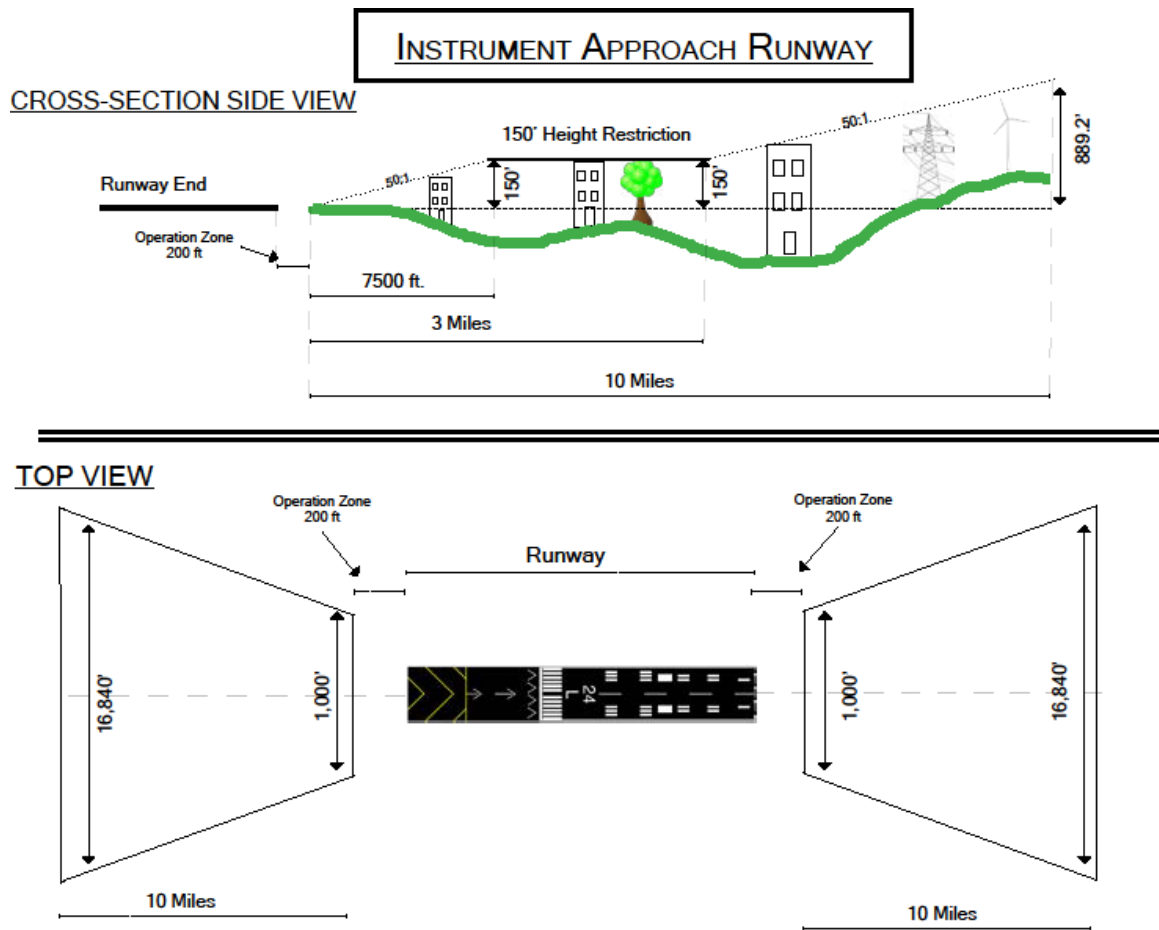 INSTRUMENT APPROACH RUNWAY
CROSS-SECTION SIDE VIEW
50:1
889.2'
150' Height Restriction
50:1
150'
150'
Runway End
Operation Zone
200 ft
7500 ft.
3 Miles
10 Miles
TOP VIEW
Operation Zone
200 ft
Operation Zone
200 ft
Runway
16,840'
1,000'
24
L
1,000'
16,840'
10 Miles
10 Miles